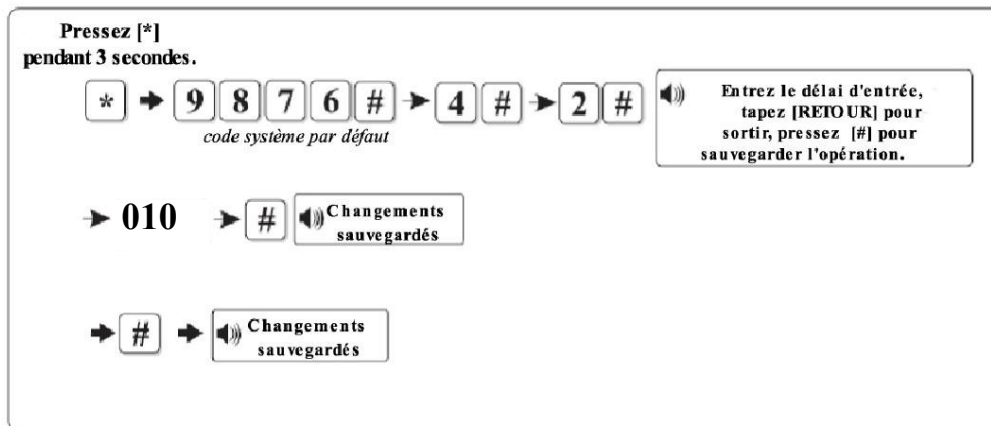 Pressez [*]
pendant 3 secondes.
* 9 8 7 6 # 4 # 2 #
code système par défaut
Entrez le délai d'entrée,
tapez [RETOUR] pour
sortir, pressez [#] pour
sauvegarder l'opération.
010 #
Changements
sauvegardés
#
Changements
sauvegardés